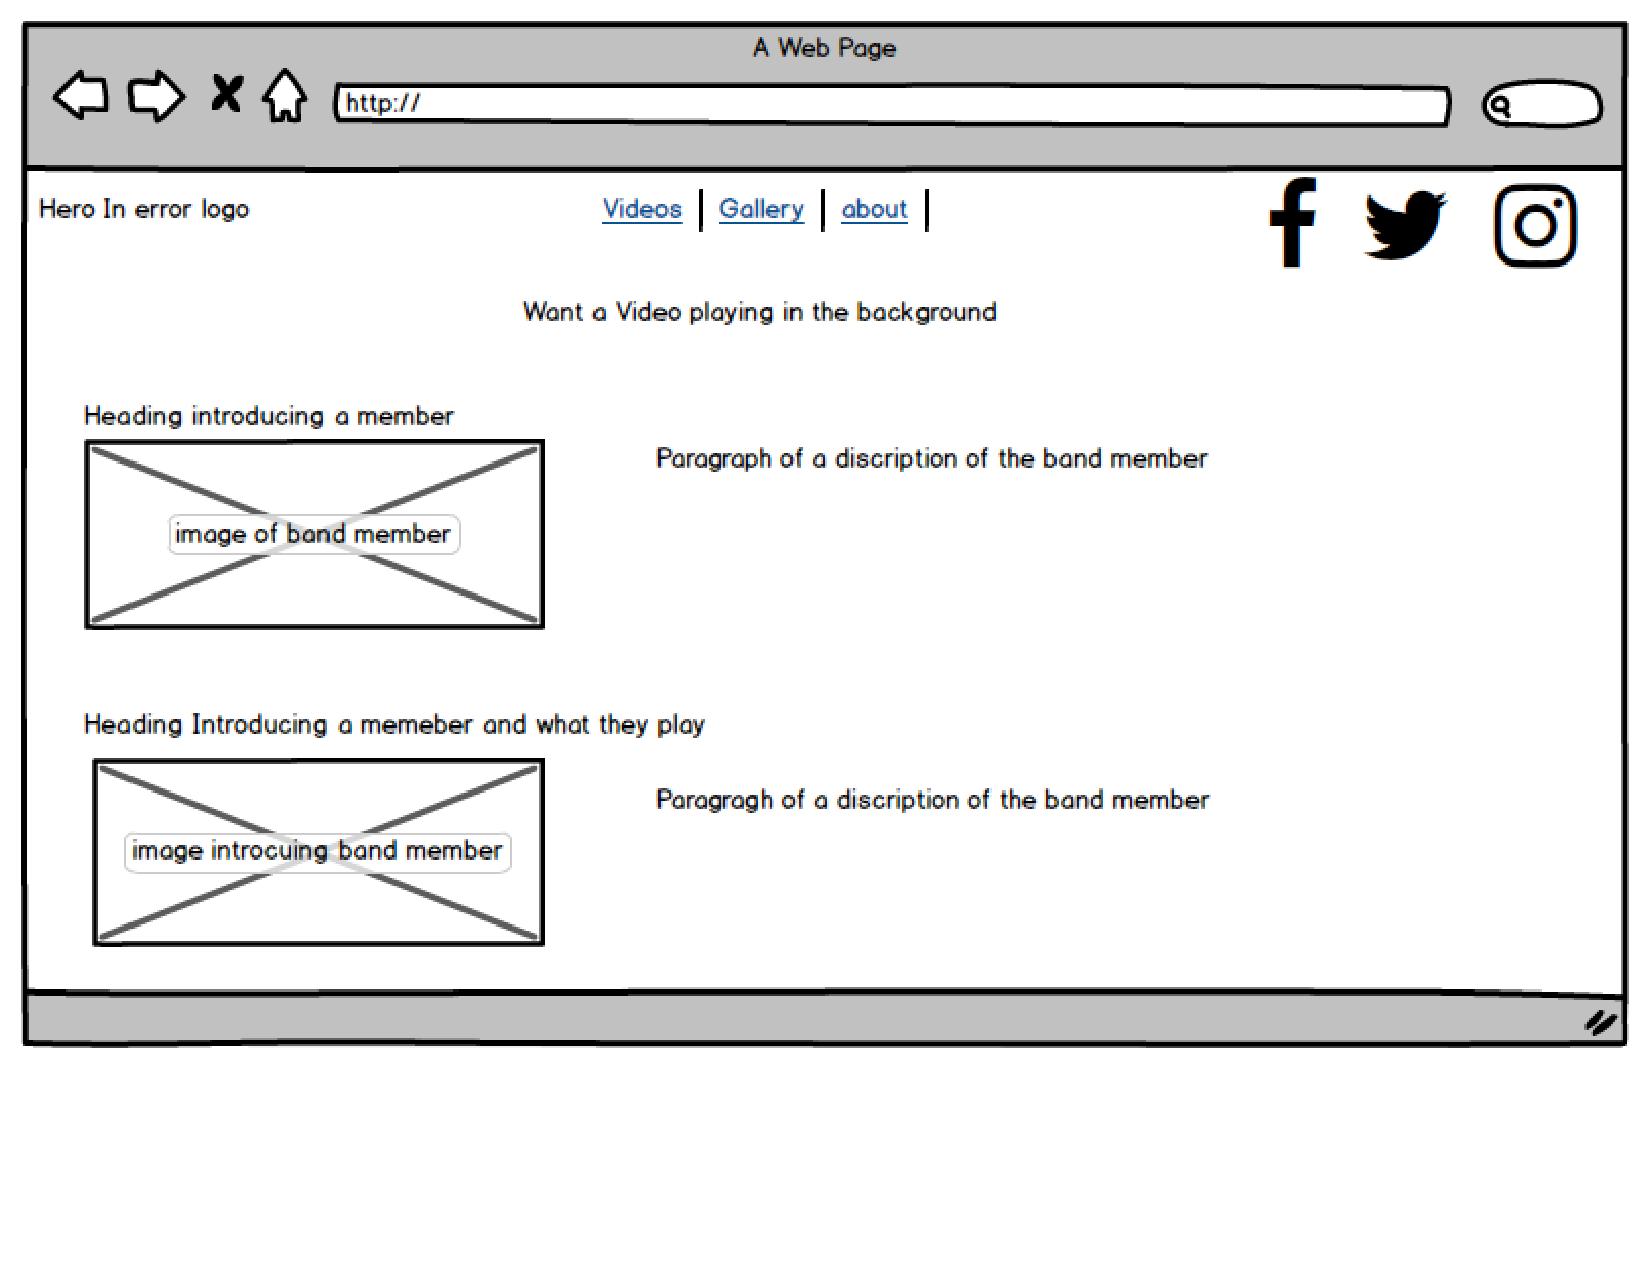 A Web Page
http://
Hero In error logo
Videos Gallery about
Want a Video playing in the background
Heading introducing a member
Paragraph of a discription of the band member
image of band member
Heading Introducing a memeber and what they play
Paragragh of a discription of the band member
image introcuing band member